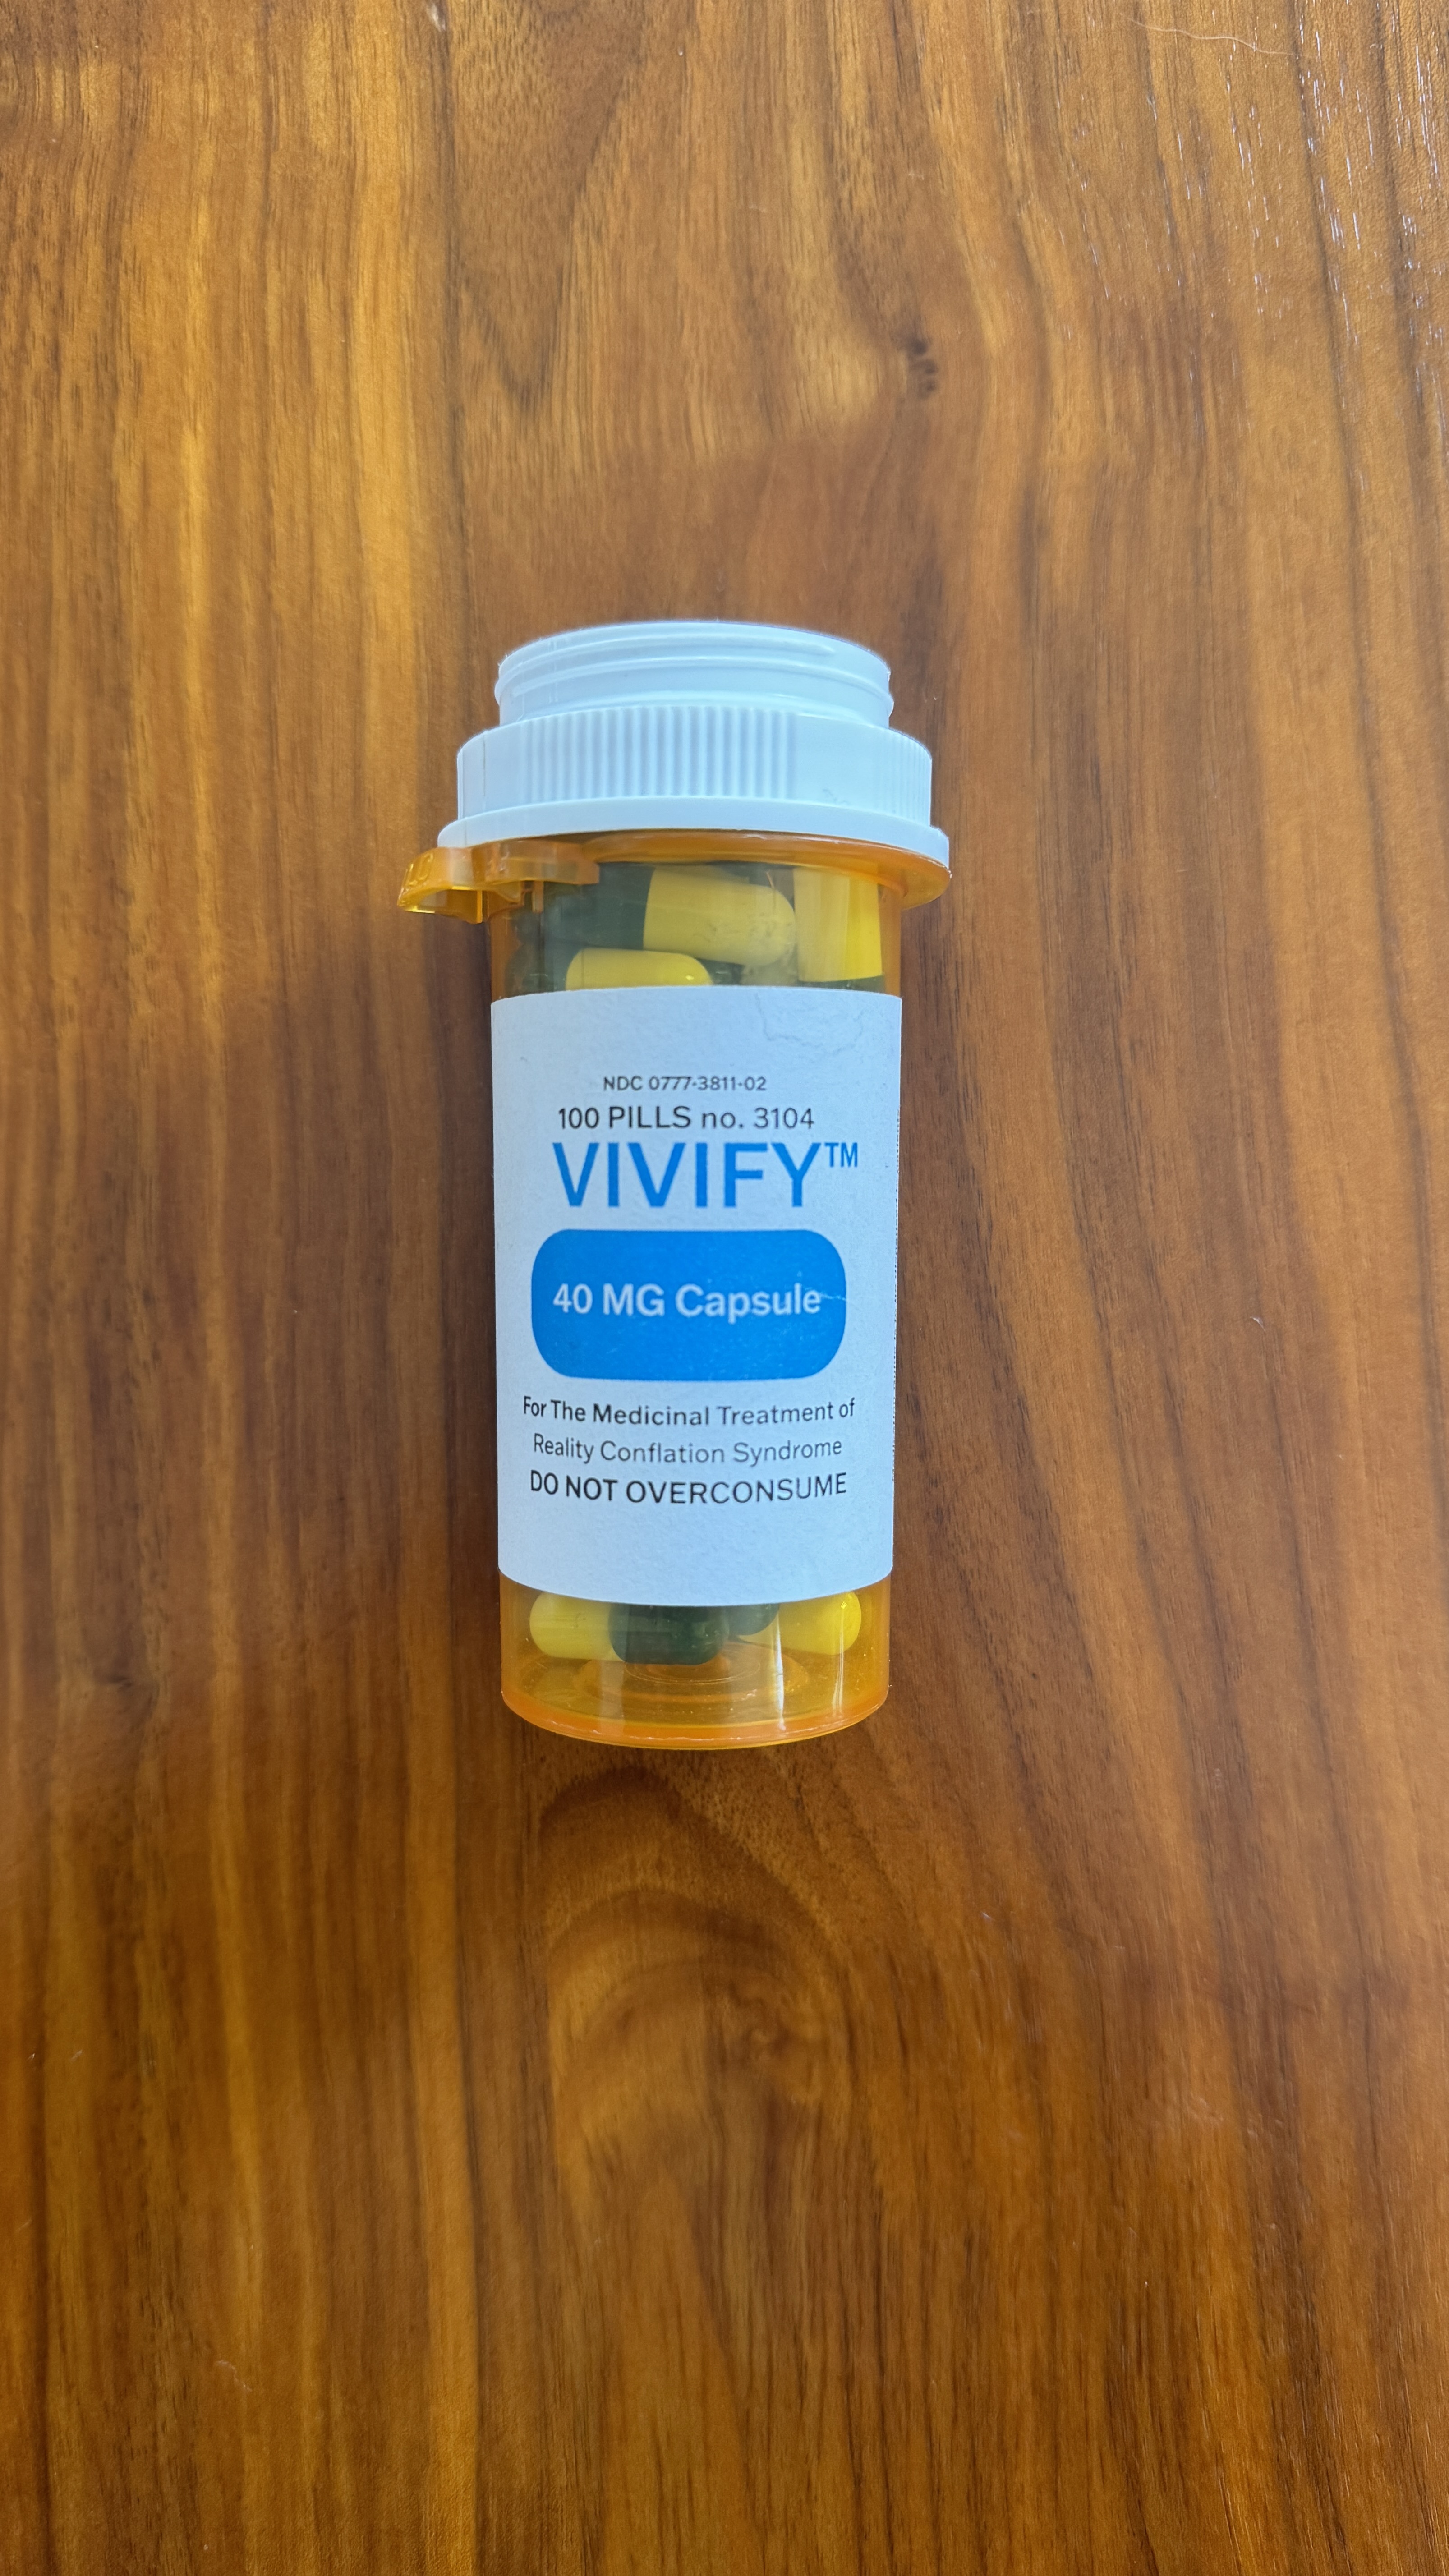 NDC 0777-3811-02
100 PILLS no. 3104
VIVIFY™
40 MG Capsule
For The Medicinal Treatment of
Reality Conflation Syndrome
DO NOT OVERCONSUME